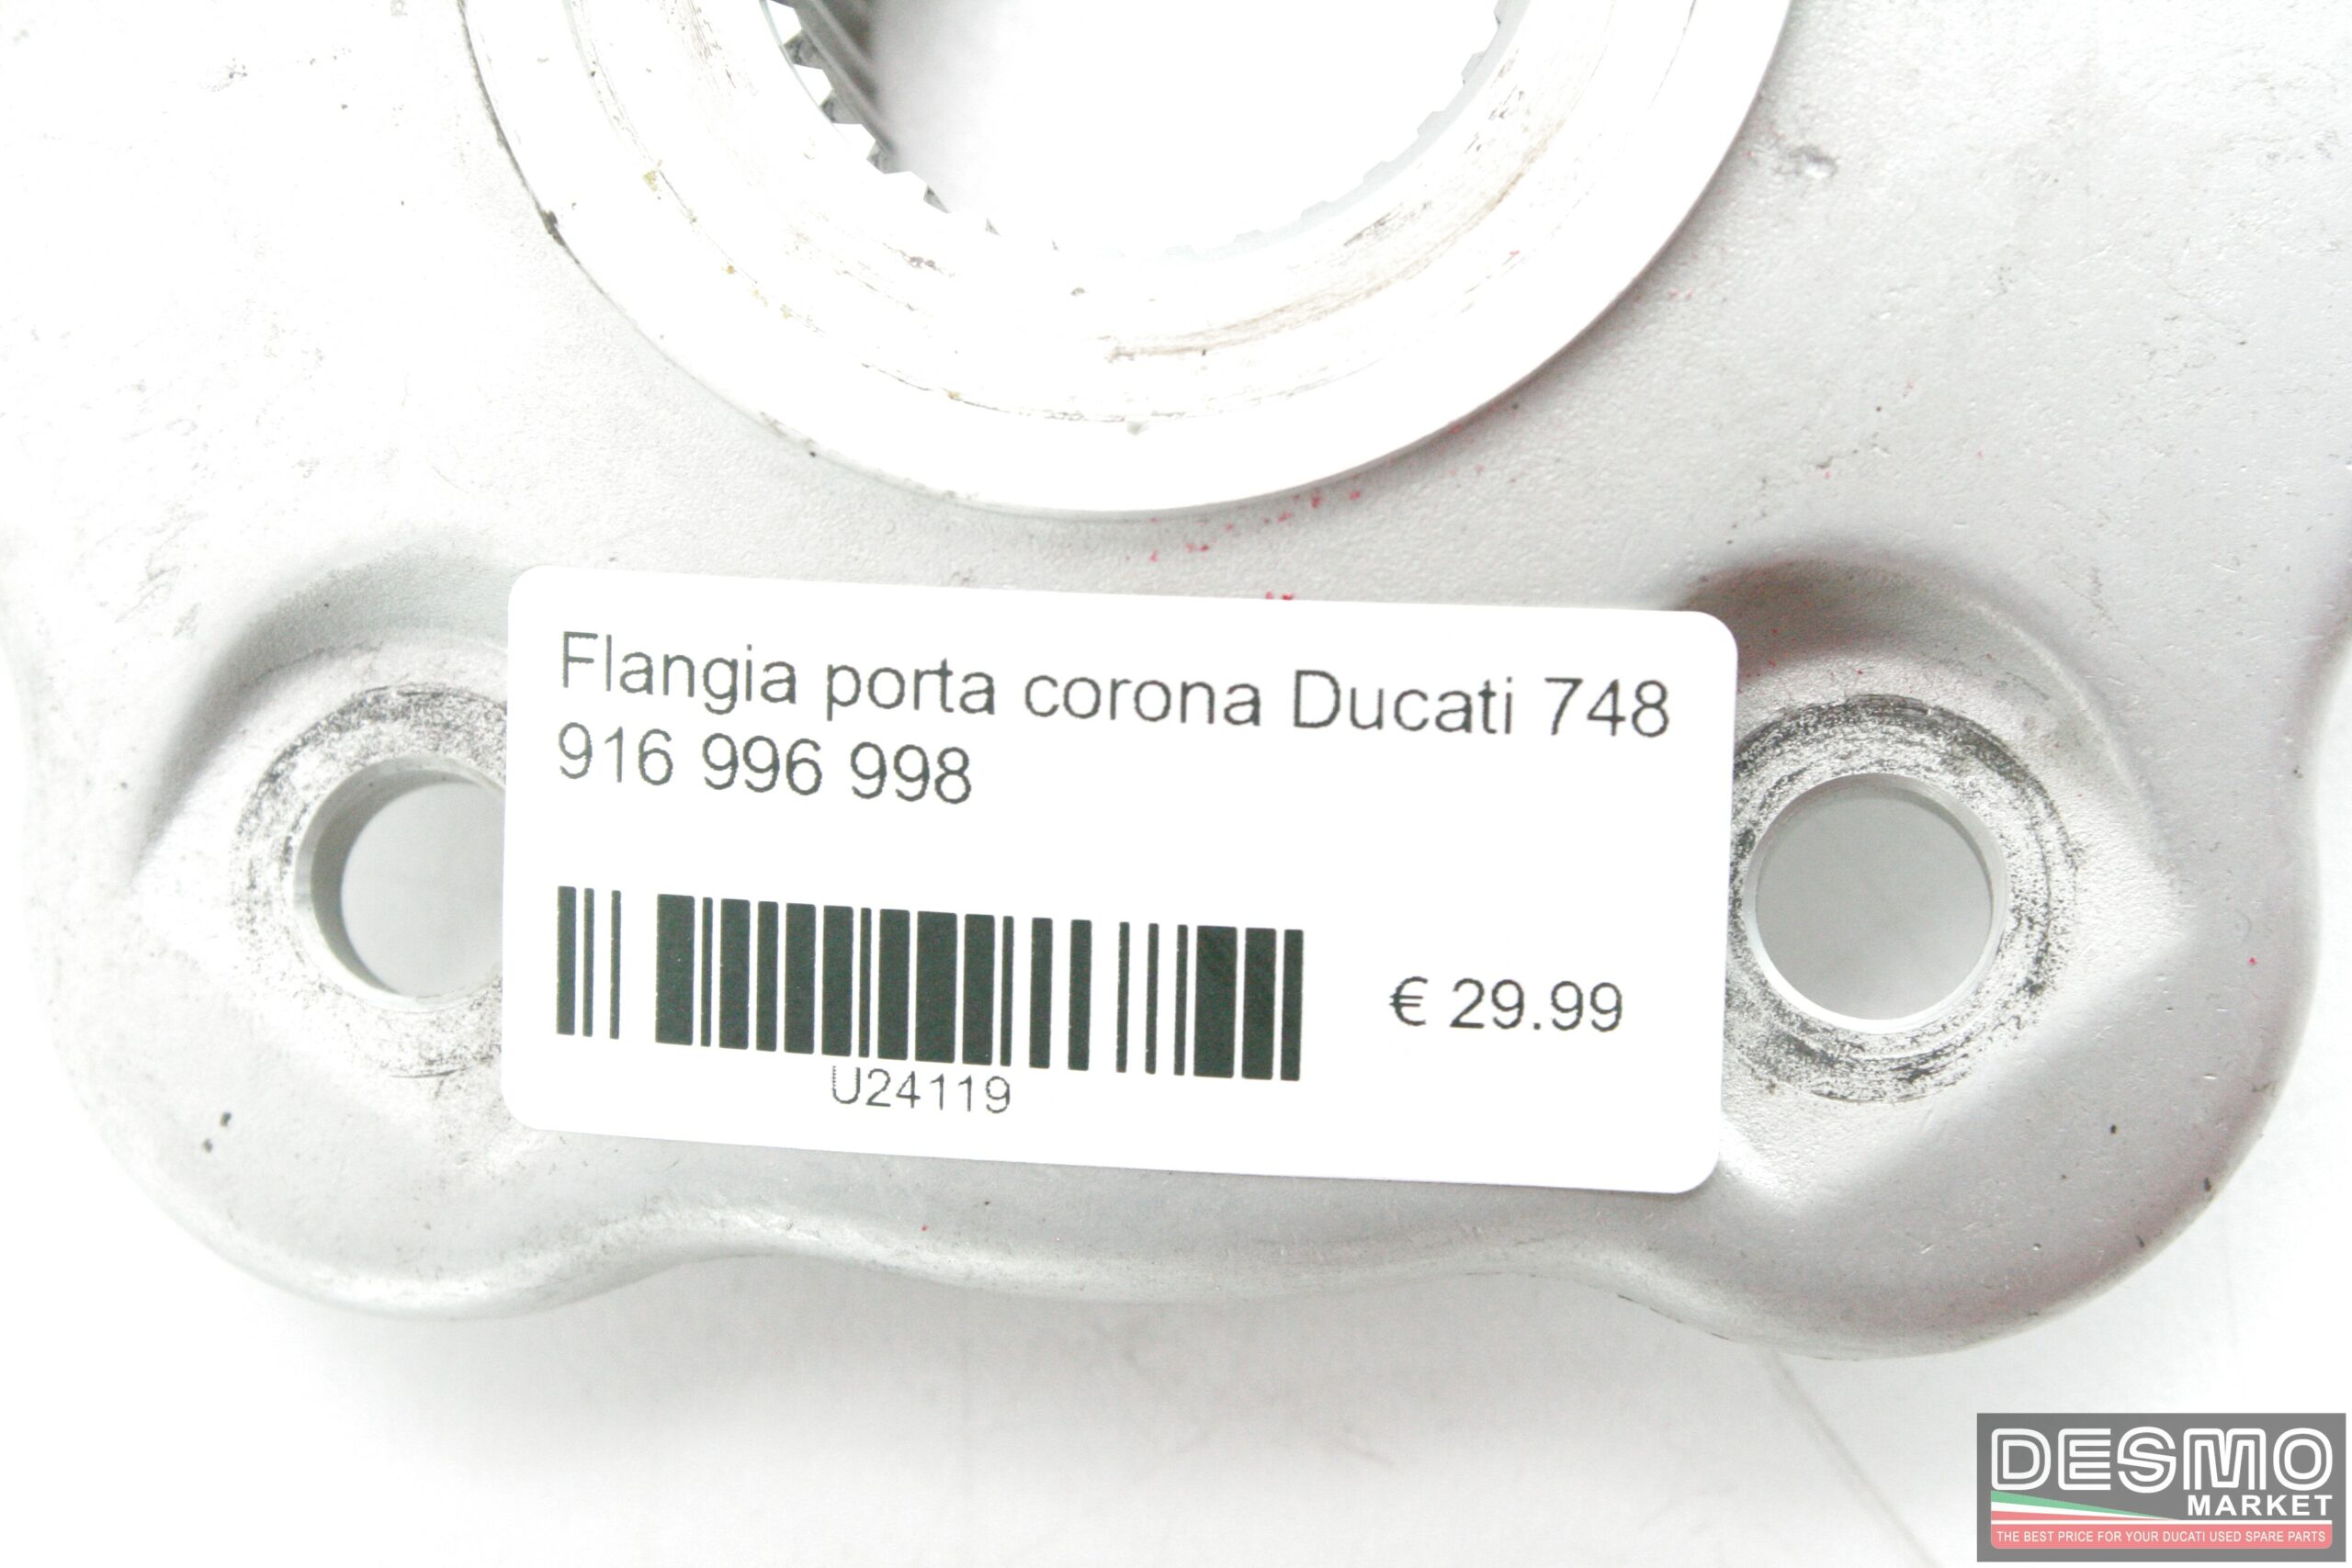 Flangia porta corona Ducati 748
916 996 998
€ 29.99
U24119
DESMO
MARKET
THE BEST PRICE FOR YOUR DUCATI USED SPARE PARTS